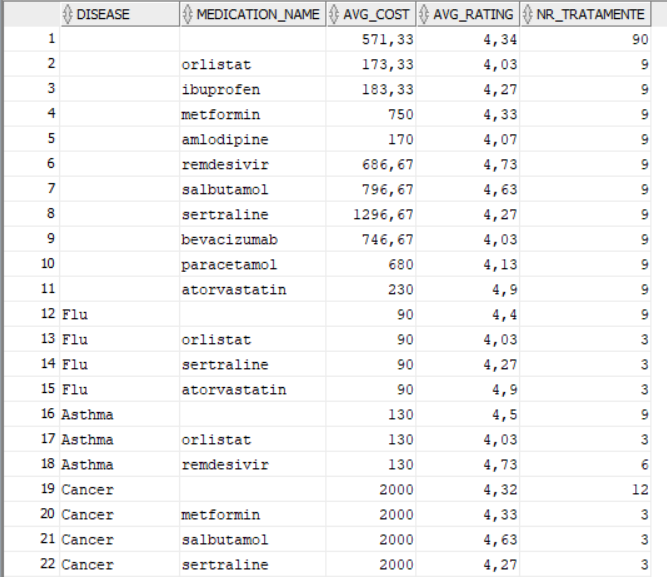 DISEASE MEDICATION_NAME AVG_COST AVG_RATING NR_TRATAMENTE
1 571,33 4,34 90
2 orlistat 173,33 4,03 9
3 ibuprofen 183,33 4,27 9
4 metformin 750 4,33 9
5 amlodipine 170 4,07 9
6 remdesivir 686,67 4,73 9
7 salbutamol 796,67 4,63 9
8 sertraline 1296,67 4,27 9
9 bevacizumab 746,67 4,03 9
10 paracetamol 680 4,13 9
11 atorvastatin 230 4,9 9
12 Flu 90 4,4 9
13 Flu orlistat 90 4,03 3
14 Flu sertraline 90 4,27 3
15 Flu atorvastatin 90 4,9 3
16 Asthma 130 4,5 9
17 Asthma orlistat 130 4,03 3
18 Asthma remdesivir 130 4,73 6
19 Cancer 2000 4,32 12
20 Cancer metformin 2000 4,33 3
21 Cancer salbutamol 2000 4,63 3
22 Cancer sertraline 2000 4,27 3